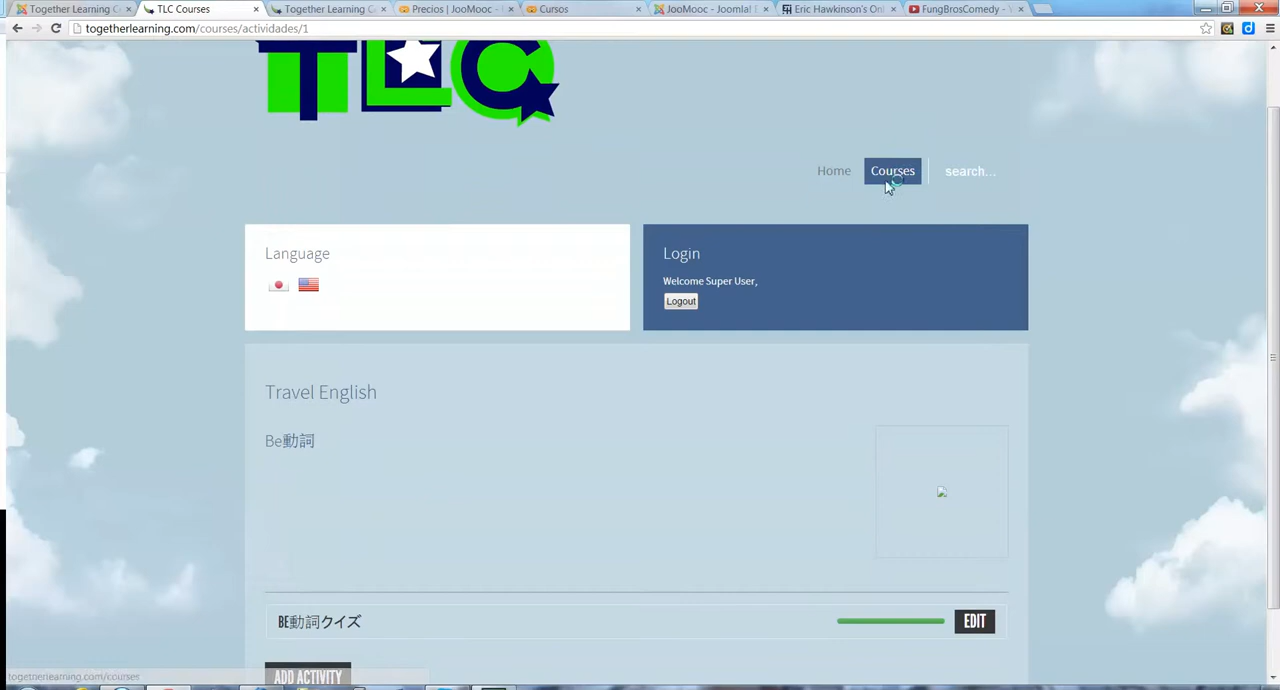 Together Learning C
TLC Courses
Together Learning C
Precios | JooMooc -
Cursos
JooMooc - Joomla!
Eric Hawkinson's Onl
FungBrosComedy -
togetherlearning.com/courses/actividades/1
TLC
Home
Courses
search...
Language
Login
Welcome Super User,
Logout
Travel English
Be動詞
BE動詞クイズ
EDIT
ADD ACTIVITY
togetherlearning.com/courses